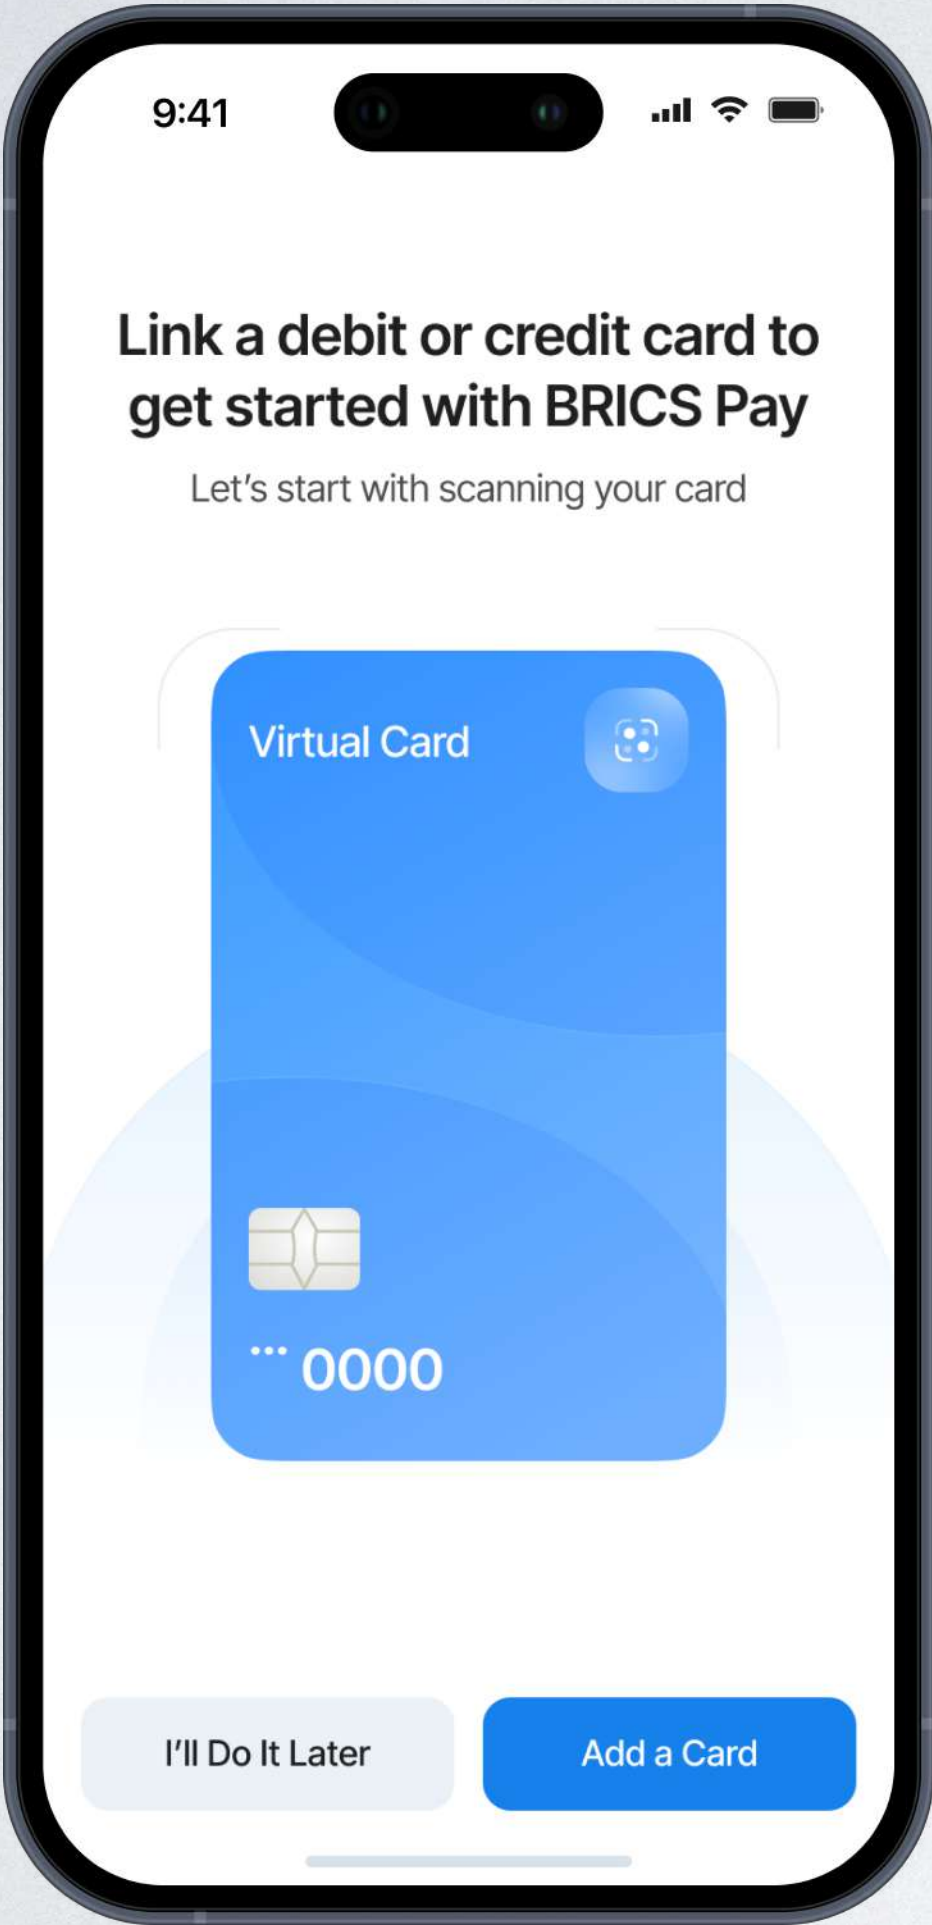 9:41
Link a debit or credit card to
get started with BRICS Pay
Let’s start with scanning your card
Virtual Card
••• 0000
I’ll Do It Later
Add a Card